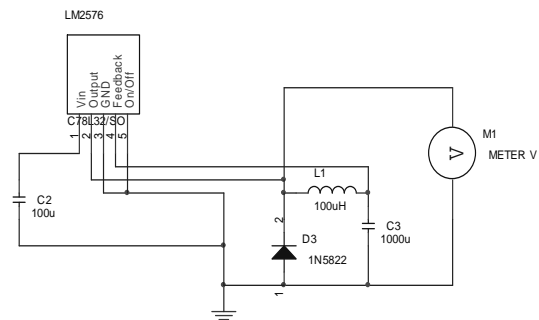 LM2576
Vin
Output
GND
Feedback
On/Off
C78L32/SO
1
2
3
4
5
C2
100u
L1
100uH
2
D3
1N5822
1
C3
1000u
M1
V
METER V